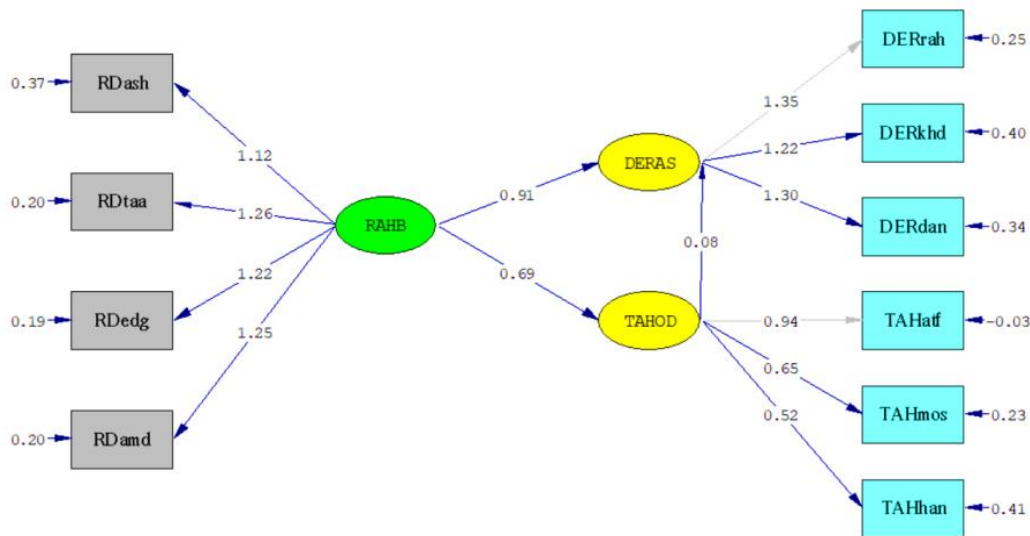 0.37
RDash
0.20
RDtaa
0.19
RDedg
0.20
RDamd
1.12
1.26
1.22
1.25
RAHB
0.91
0.69
DERAS
0.08
TAHOD
1.35
1.22
1.30
0.94
0.65
0.52
DERrah
0.25
DERkhd
0.40
DERdan
0.34
TAHatf
-0.03
TAHmos
0.23
TAHhan
0.41